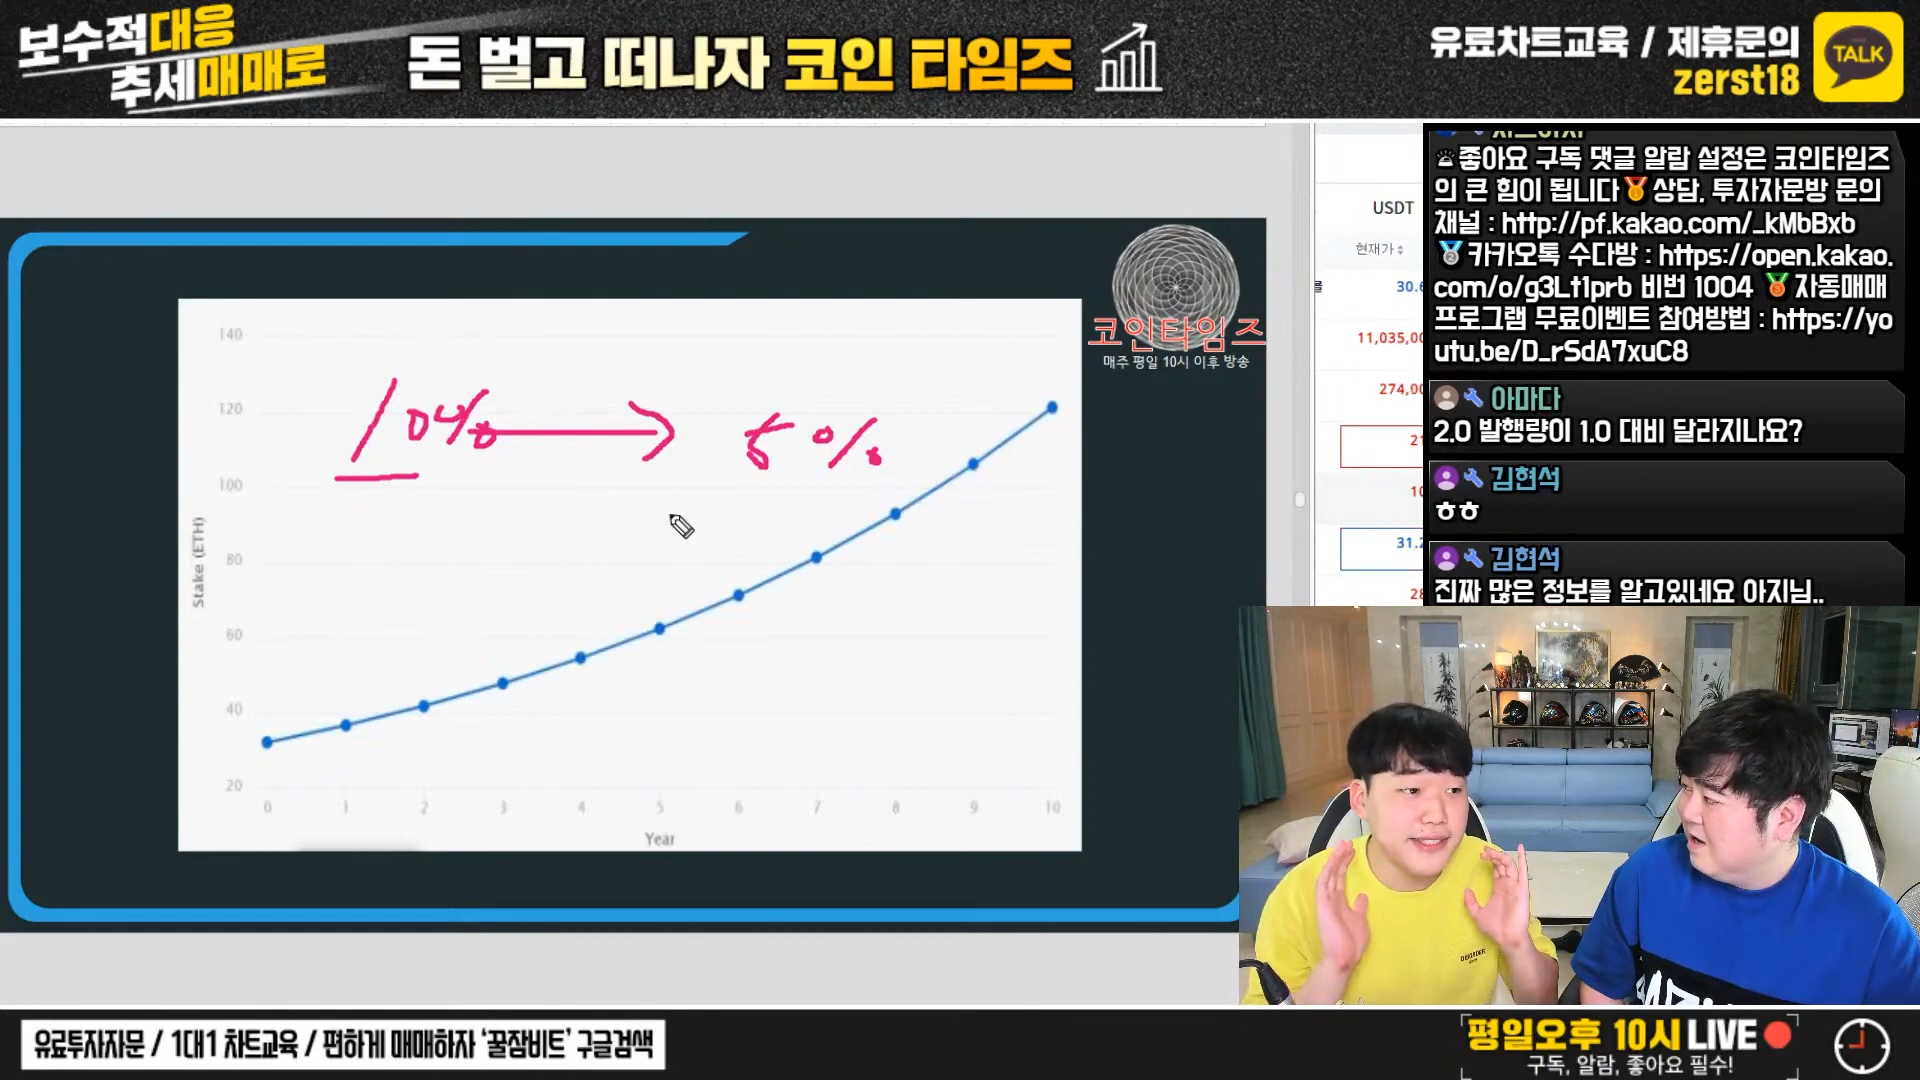 보수적대응
추세매매로
돈 벌고 떠나자 코인 타임즈
유료차트교육 / 제휴문의
zerst18
TALK
🚨좋아요 구독 댓글 알람 설정은 코인타임즈
의 큰 힘이 됩니다🥇상담, 투자자문방 문의
채널 : http://pf.kakao.com/_kMbBxb
🥈카카오톡 수다방 : https://open.kakao.
com/o/g3Lt1prb 비번 1004 🥉자동매매
프로그램 무료이벤트 참여방법 : https://yo
utu.be/D_rSdA7xuC8
아마다
2.0 발행량이 1.0 대비 달라지나요?
김현석
ㅎㅎ
김현석
진짜 많은 정보를 알고있네요 아지님..
USDT
현재가
30.6
11,035,00
274,00
21
10
31.2
28
코인타임즈
매주 평일 10시 이후 방송
140
120
100
80
60
40
20
Stake (ETH)
0 1 2 3 4 5 6 7 8 9 10
Year
5%
DISORDER
유료투자자문 / 1대1 차트교육 / 편하게 매매하자 '꿀잠비트' 구글검색
평일오후 10시 LIVE
구독, 알람, 좋아요 필수!